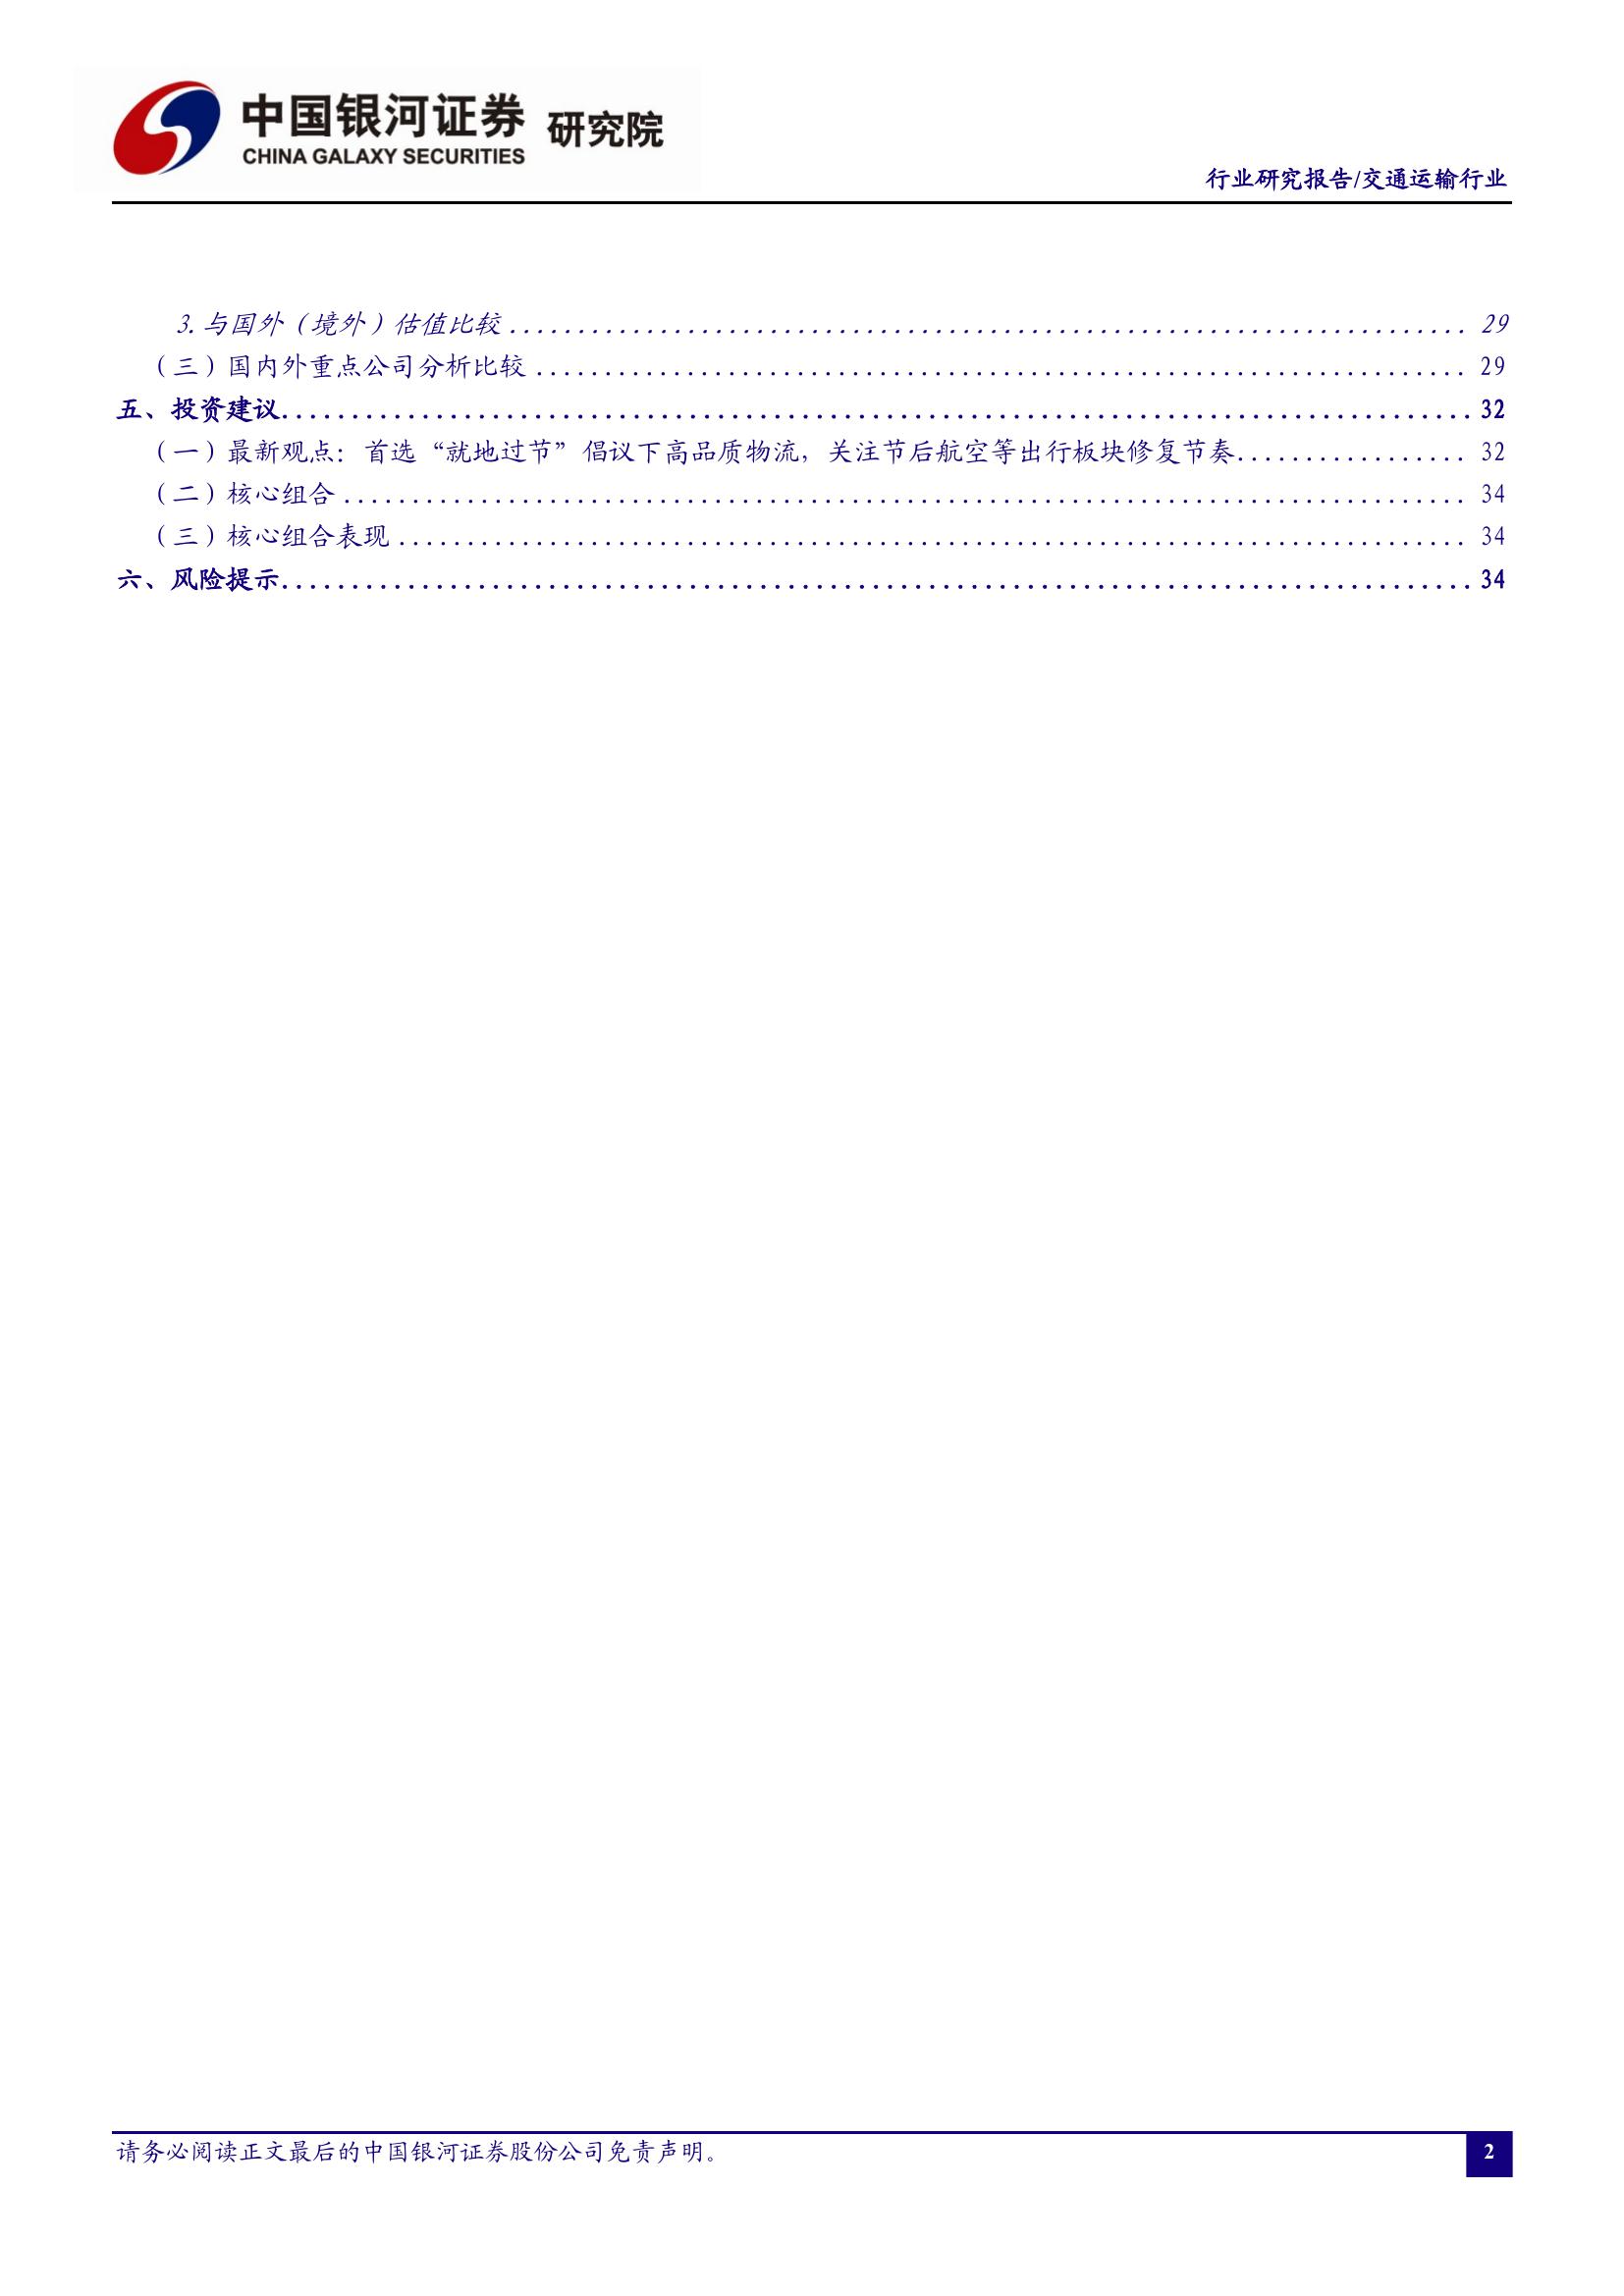 中国银河证券 研究院
CHINA GALAXY SECURITIES
行业研究报告/交通运输行业
3. 与国外（境外）估值比较 ........................................................................ 29
（三）国内外重点公司分析比较 ...................................................................... 29
五、投资建议........................................................................................ 32
（一）最新观点：首选“就地过节”倡议下高品质物流，关注节后航空等出行板块修复节奏................. 32
（二）核心组合 .................................................................................... 34
（三）核心组合表现 ................................................................................ 34
六、风险提示........................................................................................ 34
请务必阅读正文最后的中国银河证券股份公司免责声明。
2